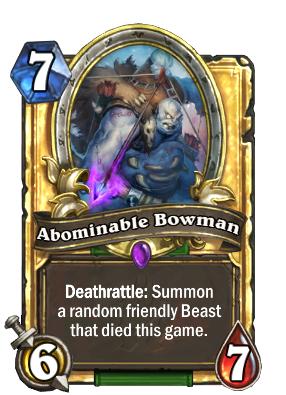 7
Abominable Bowman
Deathrattle: Summon
a random friendly Beast
that died this game.
6
7